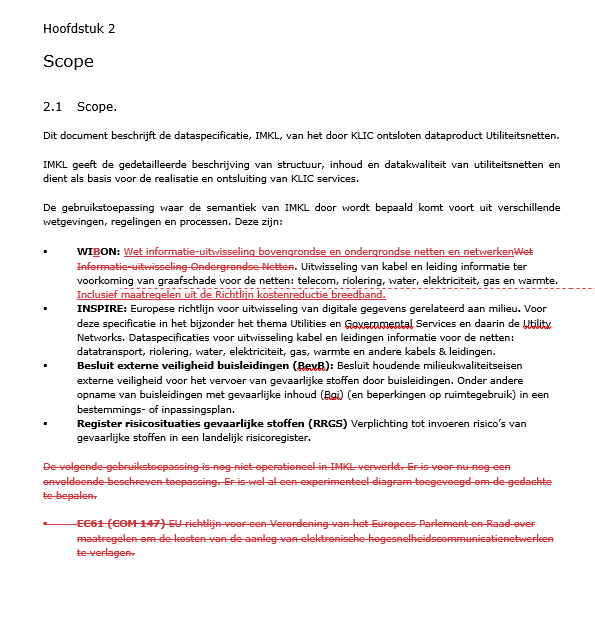 Hoofdstuk 2
Scope
2.1 Scope.
Dit document beschrijft de dataspecificatie, IMKL, van het door KLIC ontsloten dataproduct Utiliteitsnetten.
IMKL geeft de gedetailleerde beschrijving van structuur, inhoud en datakwaliteit van utiliteitsnetten en
dient als basis voor de realisatie en ontsluiting van KLIC services.
De gebruikstoepassing waar de semantiek van IMKL door wordt bepaald komt voort uit verschillende
wetgevingen, regelingen en processen. Deze zijn:
▪ WIBON: Wet informatie-uitwisseling bovengrondse en ondergrondse netten en netwerkenWet
Informatie-uitwisseling Ondergrondse Netten. Uitwisseling van kabel en leiding informatie ter
voorkoming van graafschade voor de netten: telecom, riolering, water, elektriciteit, gas en warmte.
Inclusief maatregelen uit de Richtlijn kostenreductie breedband.
▪ INSPIRE: Europese richtlijn voor uitwisseling van digitale gegevens gerelateerd aan milieu. Voor
deze specificatie in het bijzonder het thema Utilities en Governmental Services en daarin de Utility
Networks. Dataspecificaties voor uitwisseling kabel en leidingen informatie voor de netten:
datatransport, riolering, water, elektriciteit, gas, warmte en andere kabels & leidingen.
▪ Besluit externe veiligheid buisleidingen (BevB): Besluit houdende milieukwaliteitseisen
externe veiligheid voor het vervoer van gevaarlijke stoffen door buisleidingen. Onder andere
opname van buisleidingen met gevaarlijke inhoud (Bgi) (en beperkingen op ruimtegebruik) in een
bestemmings- of inpassingsplan.
▪ Register risicosituaties gevaarlijke stoffen (RRGS) Verplichting tot invoeren risico's van
gevaarlijke stoffen in een landelijk risicoregister.
De volgende gebruikstoepassing is nog niet operationeel in IMKL verwerkt. Er is voor nu nog een
onvoldoende beschreven toepassing. Er is wel al een experimenteel diagram toegevoegd om de gedachte
te bepalen.
▪ EC61 (COM 147) EU richtlijn voor een Verordening van het Europees Parlement en Raad over
maatregelen om de kosten van de aanleg van elektronische hogesnelheidscommunicatienetwerken
te verlagen.